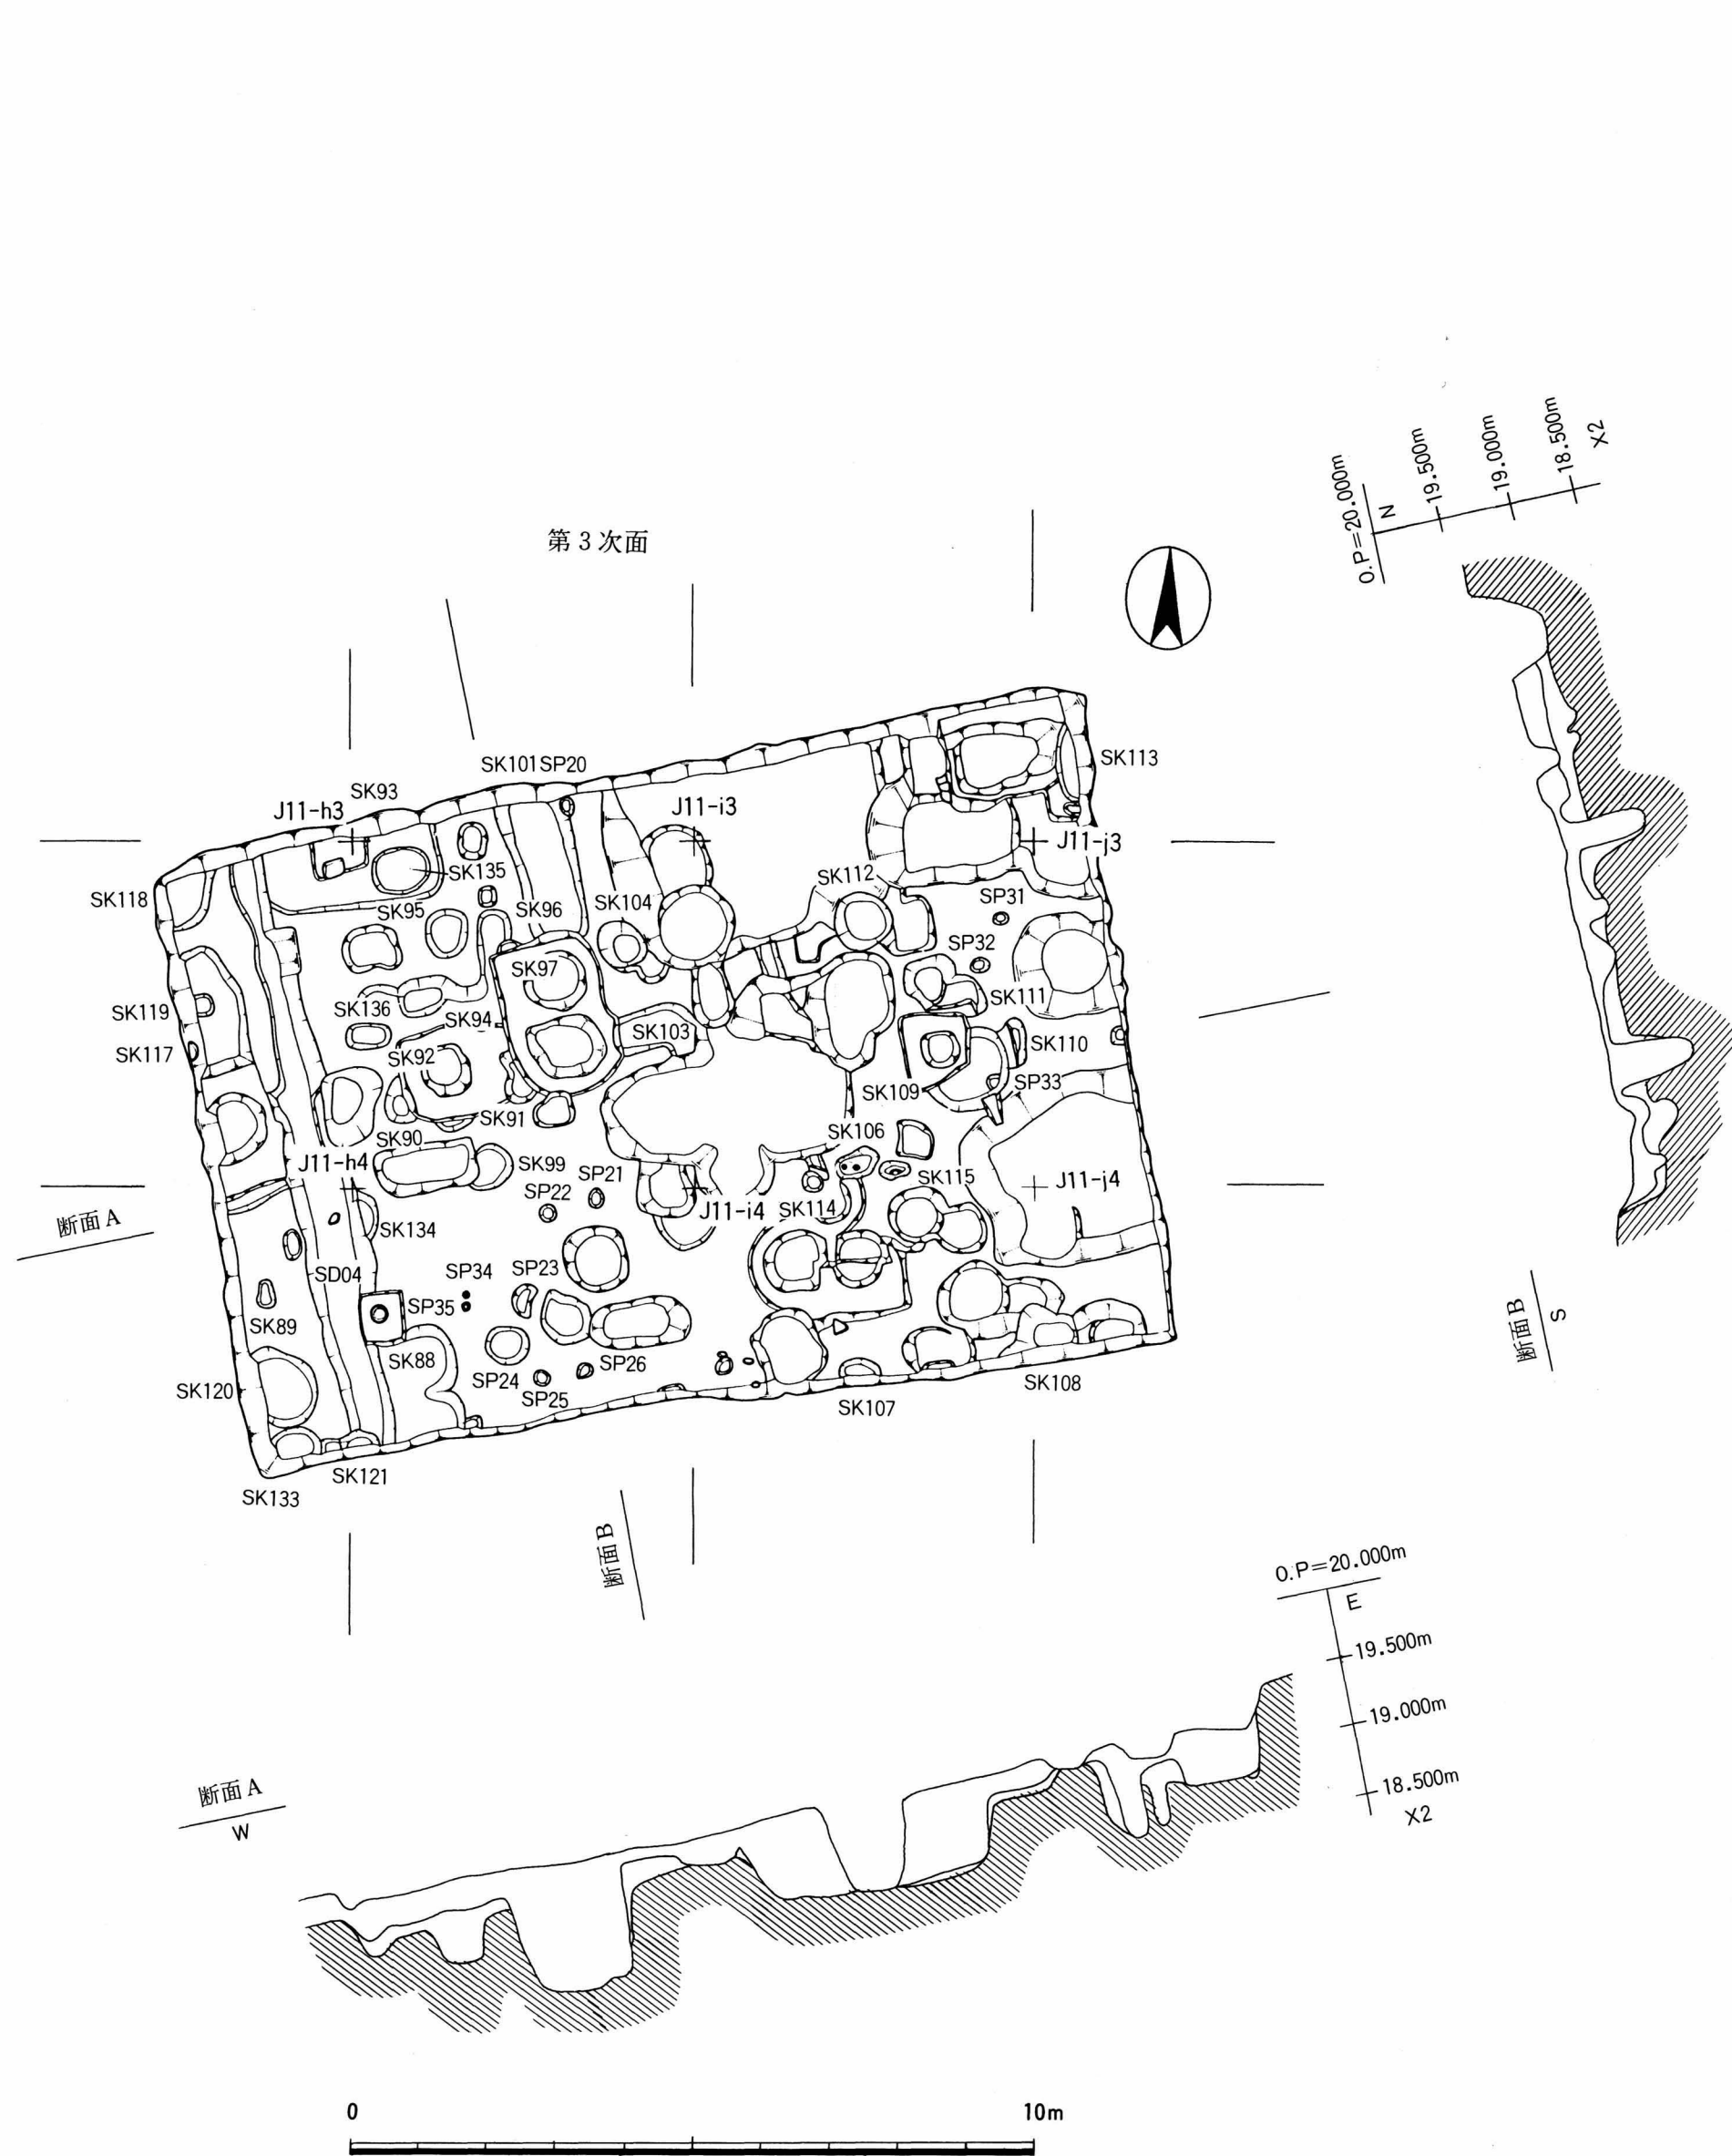 O.P=20.000m
N
19.500m
19.000m
18.500m
X2
第3次面
SK101 SP20
SK113
SK93
J11-h3
J11-i3
J11-j3
SK135
SK112
SK118
SK95
SK96
SK104
SP31
SP32
SK97
SK111
SK136
SK94
SK119
SK103
SK110
SK117
SK92
SP33
SK109
SK91
SK106
SK90
J11-h4
SK99
SP21
SK115
J11-j4
SP22
J11-i4
SK114
断面A
SK134
SD04
SP34
SP23
SP35
SK89
断面B
S
SK88
SP26
SP24
SK120
SP25
SK108
SK107
SK121
SK133
断面B
O.P=20.000m
E
19.500m
19.000m
18.500m
X2
断面A
W
0
10m